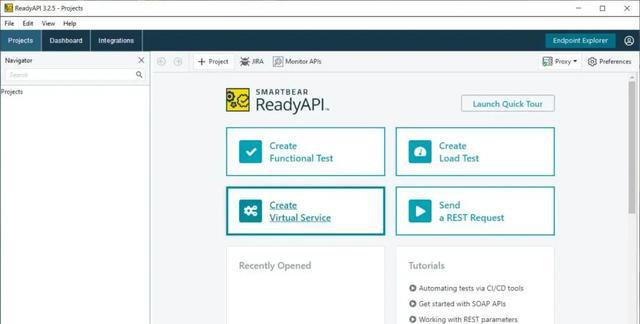 ReadyAPI 3.2.5 - Projects
File Edit View Help
Projects Dashboard Integrations Endpoint Explorer
Navigator
+ Project JIRA Monitor APIs Proxy Preferences
Search
Projects
SMARTBEAR
ReadyAPI™
Launch Quick Tour
Create
Functional Test
Create
Load Test
Create
Virtual Service
Send
a REST Request
Recently Opened
Tutorials
Automating tests via CI/CD tools
Get started with SOAP APIs
Working with REST parameters